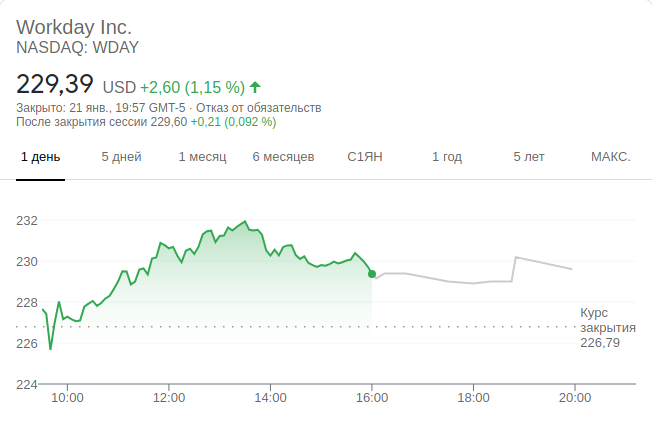 Workday Inc.
NASDAQ: WDAY
229,39 USD +2,60 (1,15 %)
Закрыто: 21 янв., 19:57 GMT-5 · Отказ от обязательств
После закрытия сессии 229,60 +0,21 (0,092 %)
1 день 5 дней 1 месяц 6 месяцев С1ЯН 1 год 5 лет МАКС.
232
230
228
226
224
Курс
закрытия
226,79
10:00 12:00 14:00 16:00 18:00 20:00